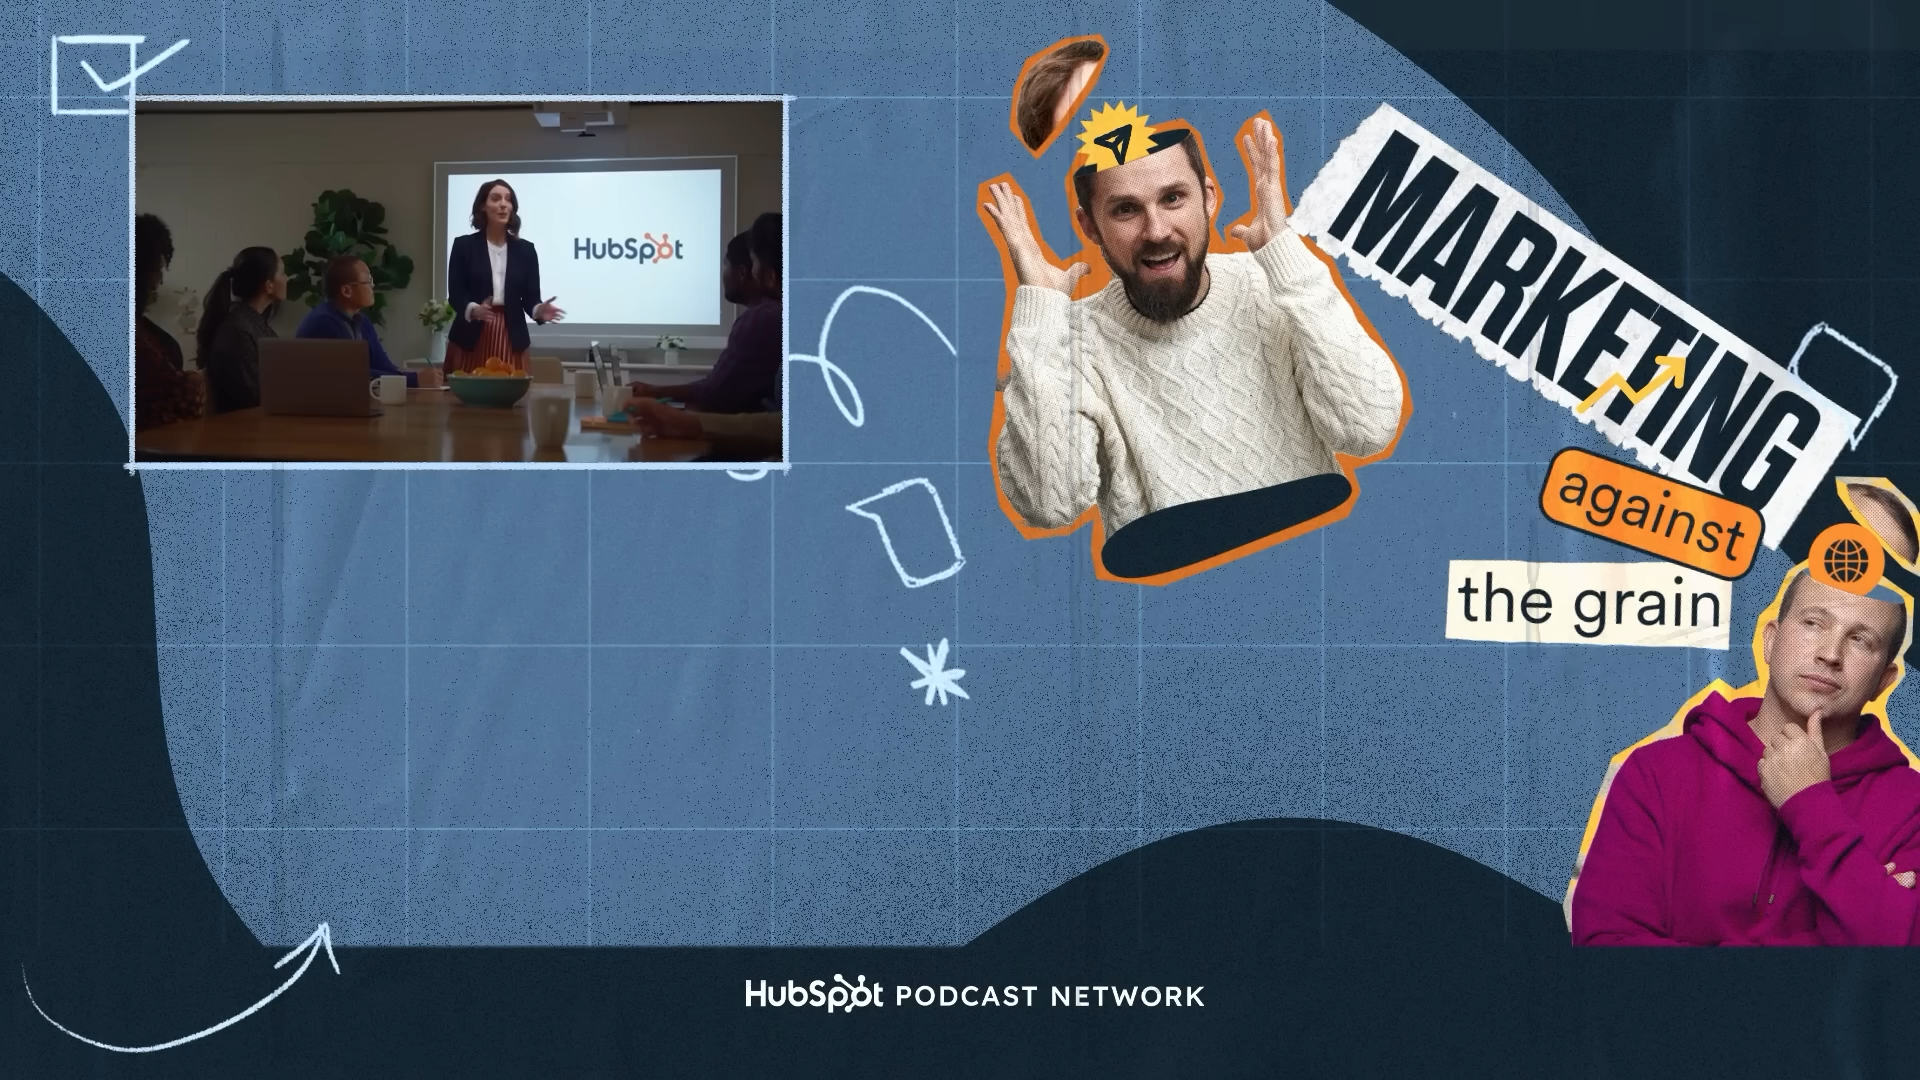 HubSpot
MARKETING
against
the grain
HubSpot PODCAST NETWORK